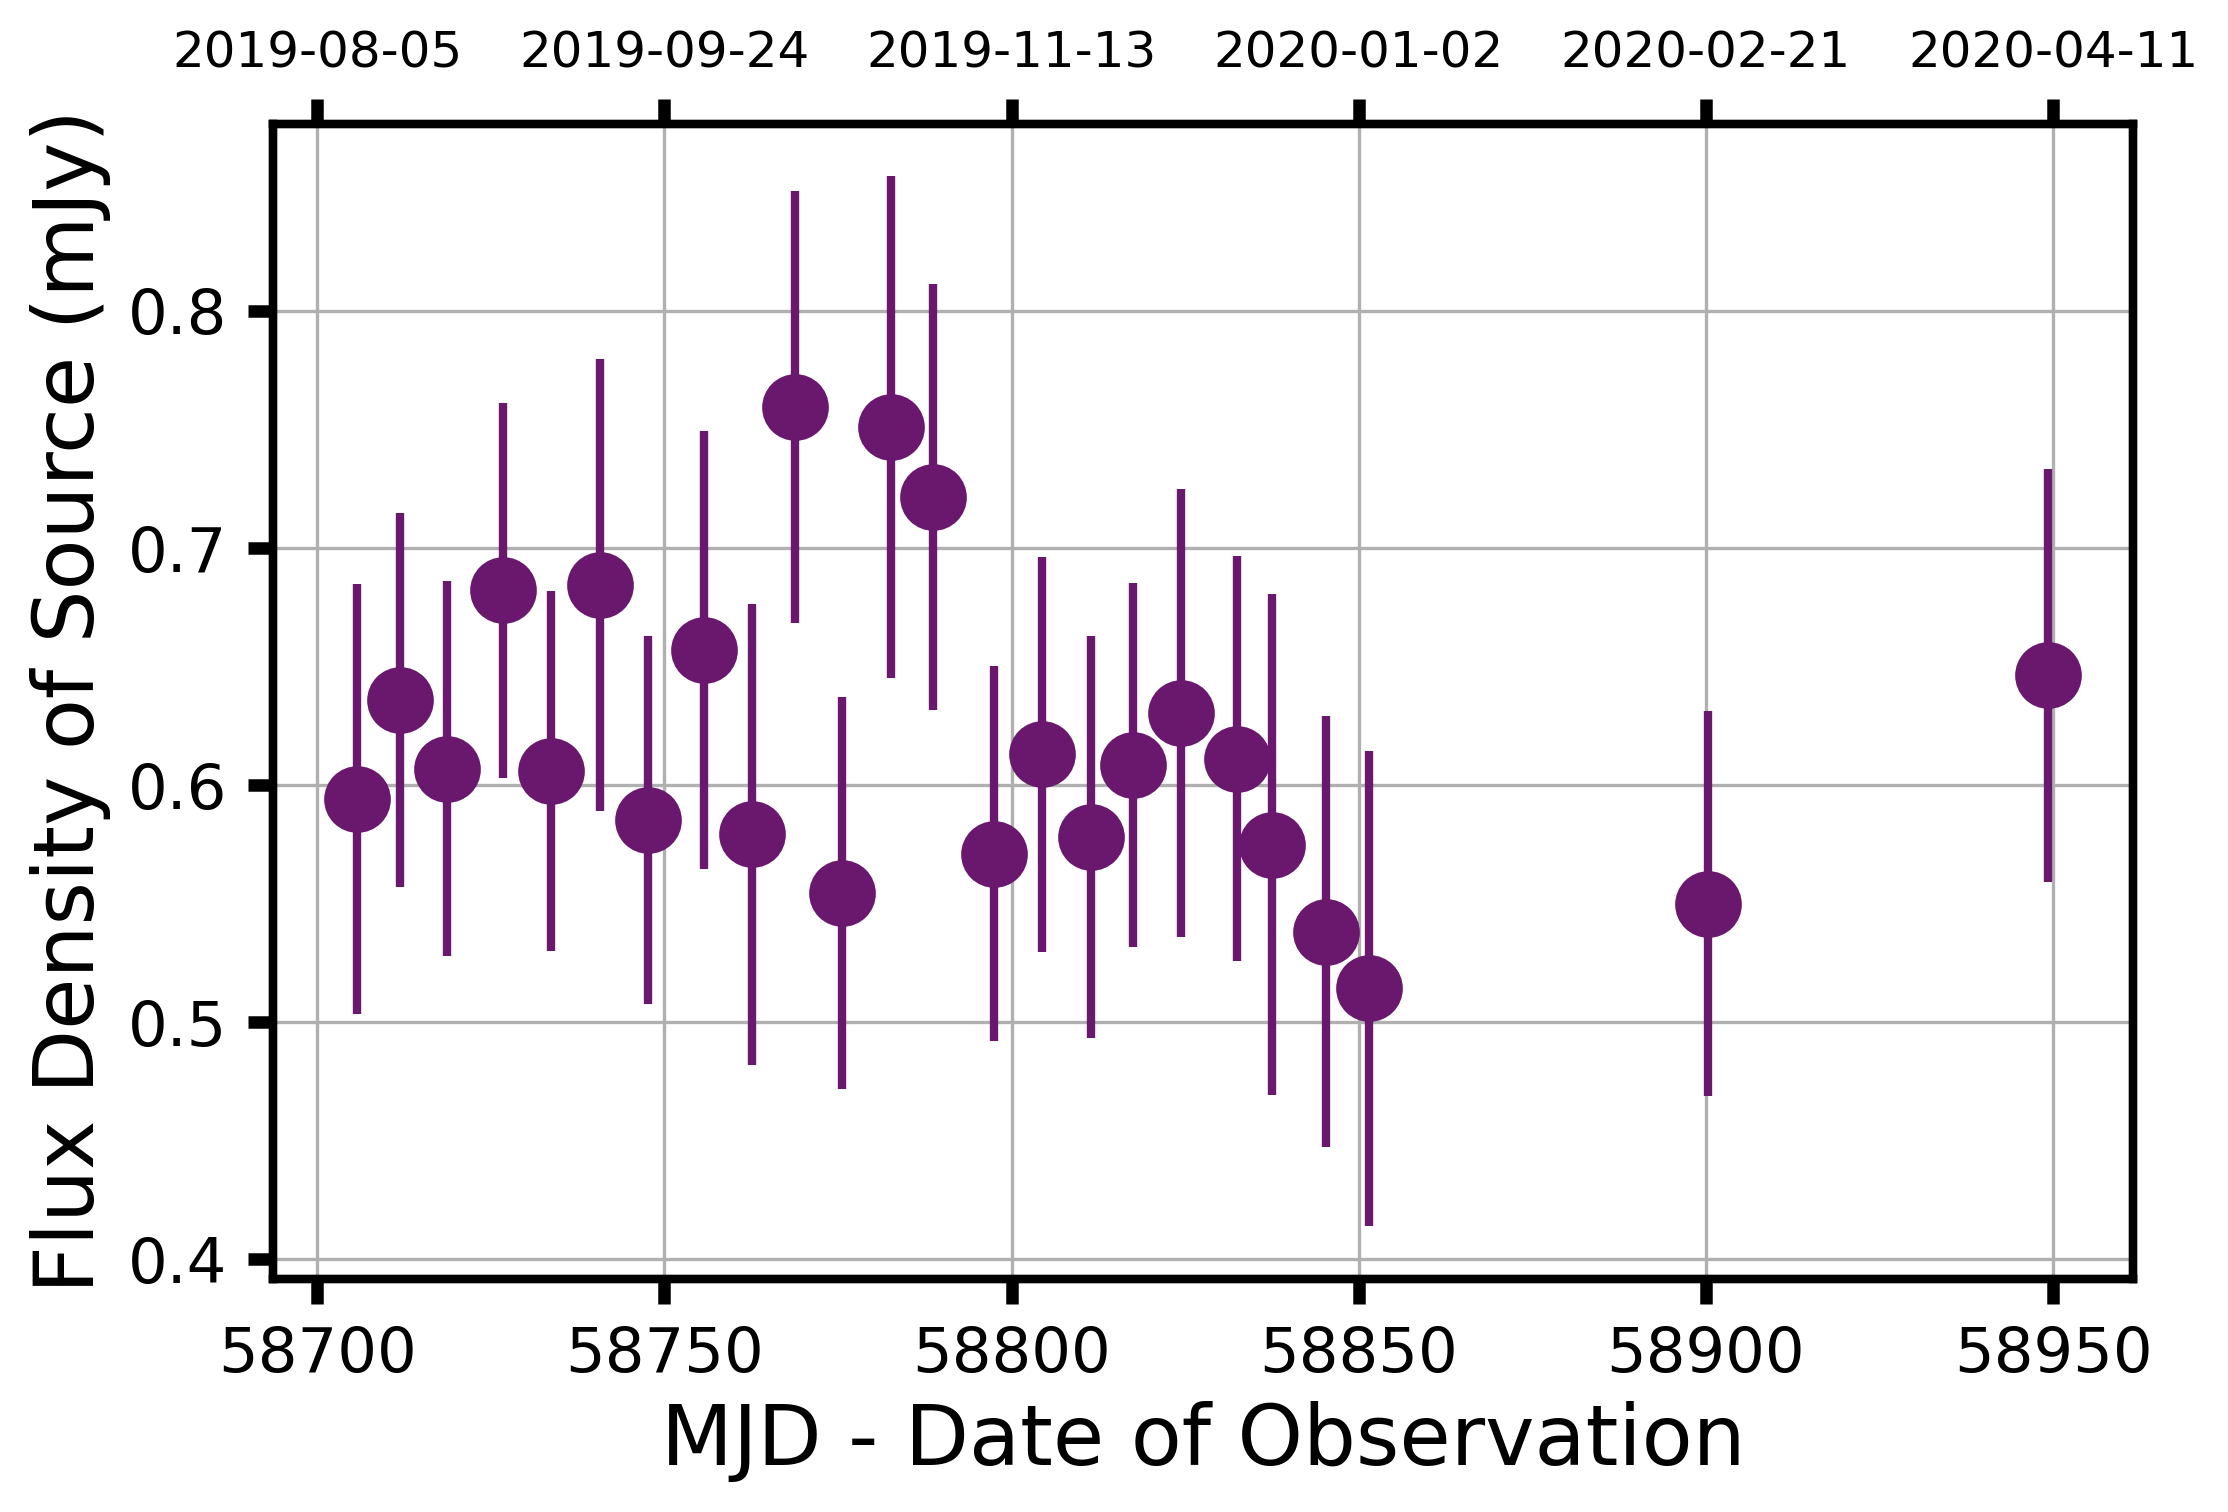 2019-08-05 2019-09-24 2019-11-13 2020-01-02 2020-02-21 2020-04-11
Flux Density of Source (mJy)
0.8
0.7
0.6
0.5
0.4
58700 58750 58800 58850 58900 58950
MJD - Date of Observation